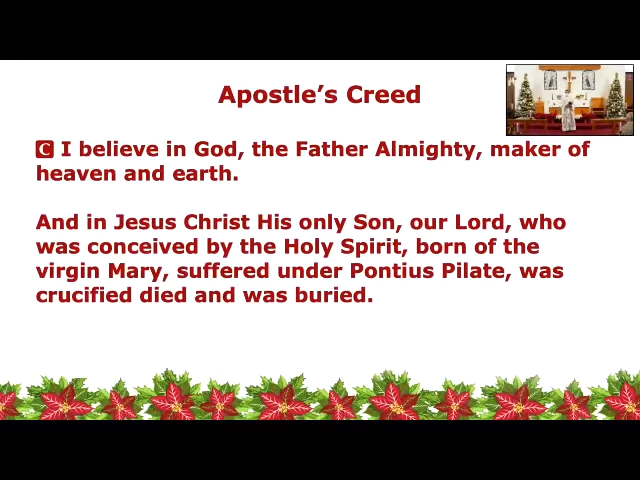 Apostle’s Creed
C I believe in God, the Father Almighty, maker of
heaven and earth.
And in Jesus Christ His only Son, our Lord, who
was conceived by the Holy Spirit, born of the
virgin Mary, suffered under Pontius Pilate, was
crucified died and was buried.